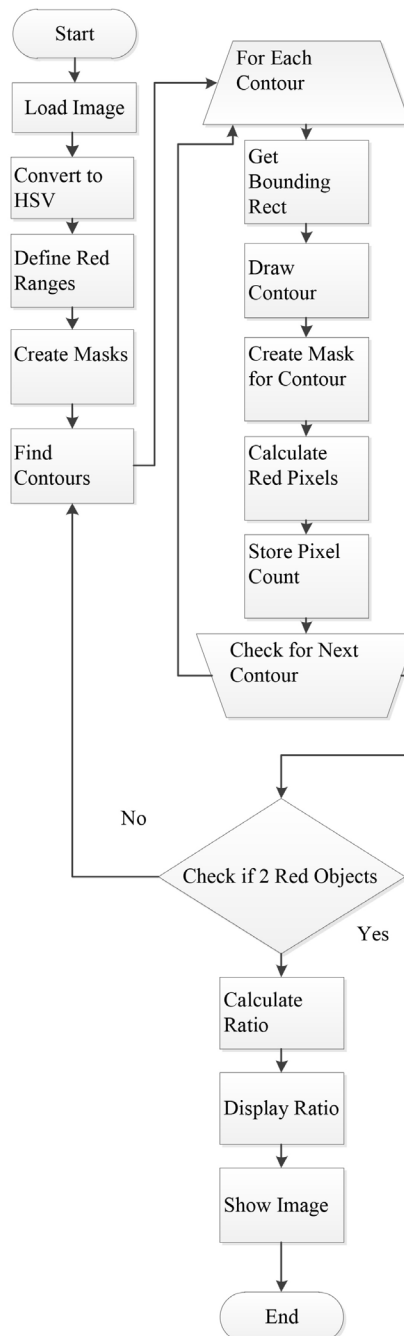 Start
Load Image
Convert to
HSV
Define Red
Ranges
Create Masks
Find
Contours
For Each
Contour
Get
Bounding
Rect
Draw
Contour
Create Mask
for Contour
Calculate
Red Pixels
Store Pixel
Count
Check for Next
Contour
No
Check if 2 Red Objects
Yes
Calculate
Ratio
Display Ratio
Show Image
End